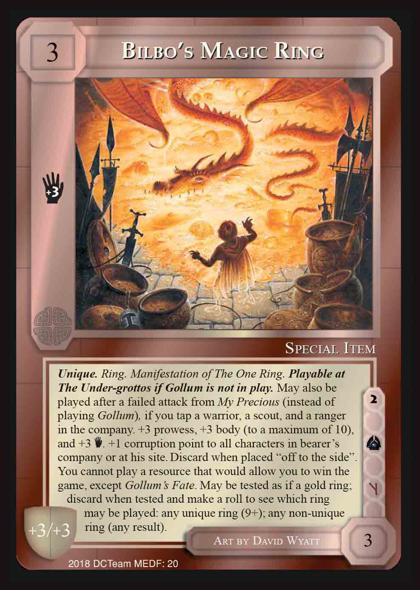 3
BILBO'S MAGIC RING
+3
SPECIAL ITEM
Unique. Ring. Manifestation of The One Ring. Playable at
The Under-grottos if Gollum is not in play. May also be
played after a failed attack from My Precious (instead of
playing Gollum), if you tap a warrior, a scout, and a ranger
in the company. +3 prowess, +3 body (to a maximum of 10),
and +3 . +1 corruption point to all characters in bearer's
company or at his site. Discard when placed "off to the side".
You cannot play a resource that would allow you to win the
game, except Gollum's Fate. May be tested as if a gold ring;
discard when tested and make a roll to see which ring
may be played: any unique ring (9+); any non-unique
ring (any result).
2
+3/+3
ART BY DAVID WYATT
3
2018 DCTeam MEDF: 20